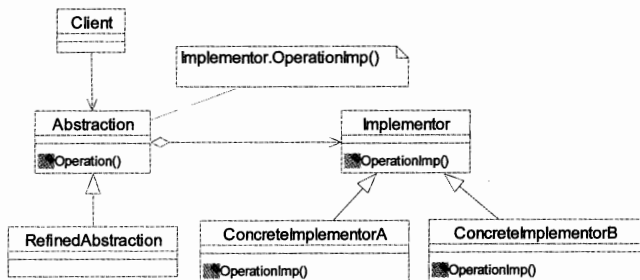 Client
Implementor.OperationImp()
Abstraction
Implementor
Operation()
OperationImp()
RefinedAbstraction
ConcreteImplementorA
ConcreteImplementorB
OperationImp()
OperationImp()